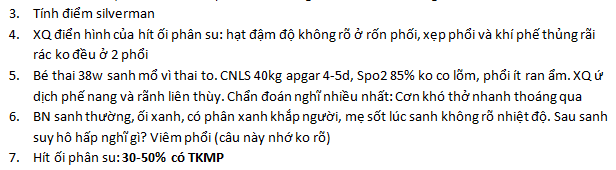 3. Tính điểm silverman
4. XQ điển hình của hít ối phân su: hạt đậm độ không rõ ở rốn phối, xẹp phổi và khí phế thủng rải
rác ko đều ở 2 phổi
5. Bé thai 38w sanh mổ vì thai to. CNLS 40kg apgar 4-5đ, Spo2 85% ko co lõm, phổi ít ran ẩm. XQ ứ
dịch phế nang và rãnh liên thùy. Chẩn đoán nghĩ nhiều nhất: Cơn khó thở nhanh thoáng qua
6. BN sanh thường, ối xanh, có phân xanh khắp người, mẹ sốt lúc sanh không rõ nhiệt độ. Sau sanh
suy hô hấp nghĩ gì? Viêm phổi (câu này nhớ ko rõ)
7. Hít ối phân su: 30-50% có TKMP